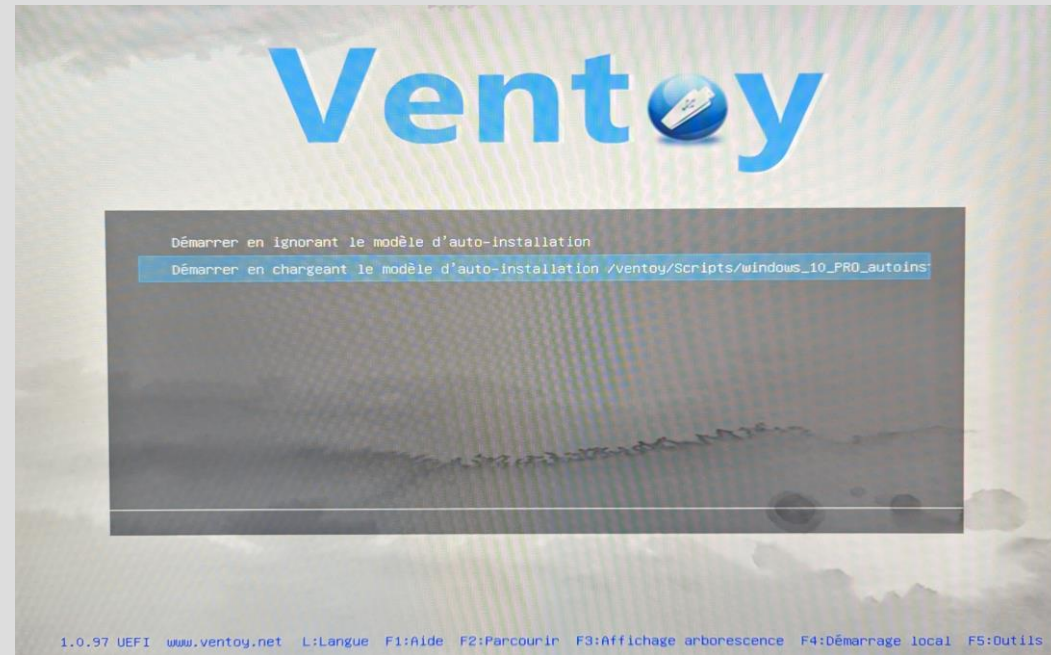 Ventoy
Démarrer en ignorant le modèle d'auto-installation
Démarrer en chargeant le modèle d'auto-installation /ventoy/Scripts/windows_10_PRO_autoins
1.0.97 UEFI www.ventoy.net L:Langue F1:Aide F2:Parcourir F3:Affichage arborescence F4:Démarrage local F5:Outils